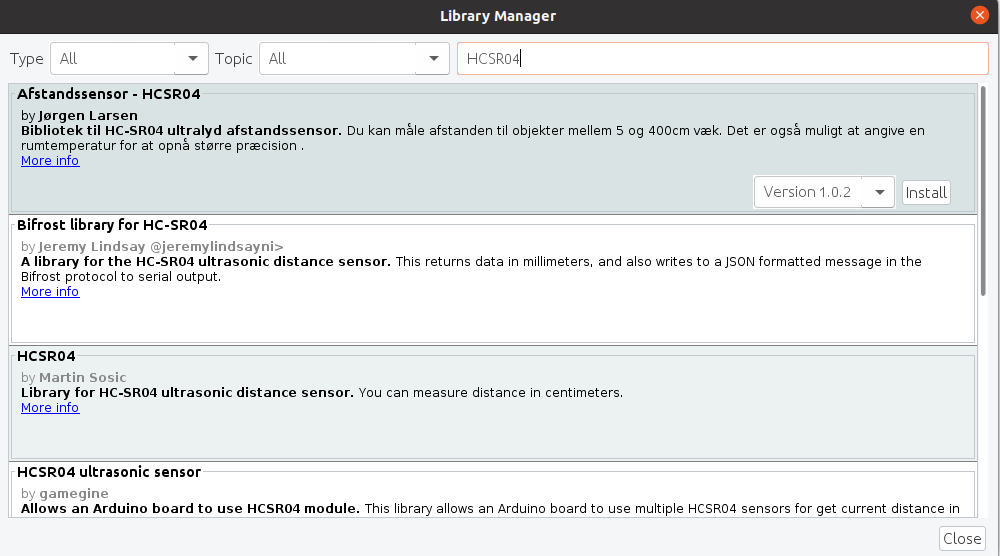 Library Manager
Type All Topic All HCSR04
Afstandssensor - HCSR04
by Jørgen Larsen
Bibliotek til HC-SR04 ultralyd afstandssensor. Du kan måle afstanden til objekter mellem 5 og 400cm væk. Det er også muligt at angive en
rumtemperatur for at opnå større præcision .
More info
Version 1.0.2 Install
Bifrost library for HC-SR04
by Jeremy Lindsay @jeremylindsayni>
A library for the HC-SR04 ultrasonic distance sensor. This returns data in millimeters, and also writes to a JSON formatted message in the
Bifrost protocol to serial output.
More info
HCSR04
by Martin Sosic
Library for HC-SR04 ultrasonic distance sensor. You can measure distance in centimeters.
More info
HCSR04 ultrasonic sensor
by gamegine
Allows an Arduino board to use HCSR04 module. This library allows an Arduino board to use multiple HCSR04 sensors for get current distance in
Close